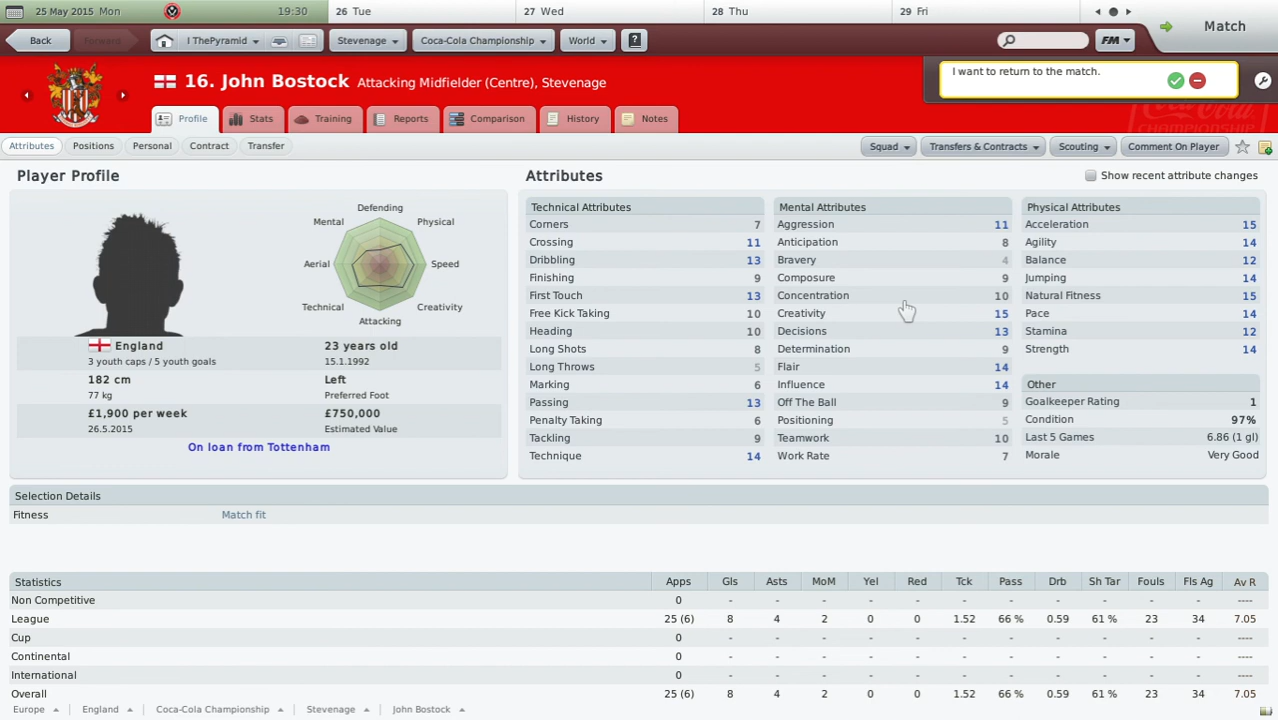 25 May 2015 Mon 19:30 26 Tue 27 Wed 28 Thu 29 Fri
Back Forward I ThePyramid Stevenage Coca-Cola Championship World ? FM Match
16. John Bostock Attacking Midfielder (Centre), Stevenage
I want to return to the match.
Profile Stats Training Reports Comparison History Notes
Attributes Positions Personal Contract Transfer Squad Transfers & Contracts Scouting Comment On Player
Player Profile
Defending
Mental Physical
Aerial Speed
Technical Creativity
Attacking
England 23 years old
3 youth caps / 5 youth goals 15.1.1992
182 cm Left
77 kg Preferred Foot
£1,900 per week £750,000
26.5.2015 Estimated Value
On loan from Tottenham
Attributes Show recent attribute changes
Technical Attributes
Corners 7
Crossing 11
Dribbling 13
Finishing 9
First Touch 13
Free Kick Taking 10
Heading 10
Long Shots 8
Long Throws 5
Marking 6
Passing 13
Penalty Taking 6
Tackling 9
Technique 14
Mental Attributes
Aggression 11
Anticipation 8
Bravery 4
Composure 9
Concentration 10
Creativity 15
Decisions 13
Determination 9
Flair 14
Influence 14
Off The Ball 9
Positioning 5
Teamwork 10
Work Rate 7
Physical Attributes
Acceleration 15
Agility 14
Balance 12
Jumping 14
Natural Fitness 15
Pace 14
Stamina 12
Strength 14
Other
Goalkeeper Rating 1
Condition 97%
Last 5 Games 6.86 (1 gl)
Morale Very Good
Selection Details
Fitness Match fit
Statistics Apps Gls Asts MoM Yel Red Tck Pass Drb Sh Tar Fouls Fls Ag Av R
Non Competitive 0 - - - - - - - - - - - ----
League 25 (6) 8 4 2 0 0 1.52 66 % 0.59 61 % 23 34 7.05
Cup 0 - - - - - - - - - - - ----
Continental 0 - - - - - - - - - - - ----
International 0 - - - - - - - - - - - ----
Overall 25 (6) 8 4 2 0 0 1.52 66 % 0.59 61 % 23 34 7.05
Europe England Coca-Cola Championship Stevenage John Bostock